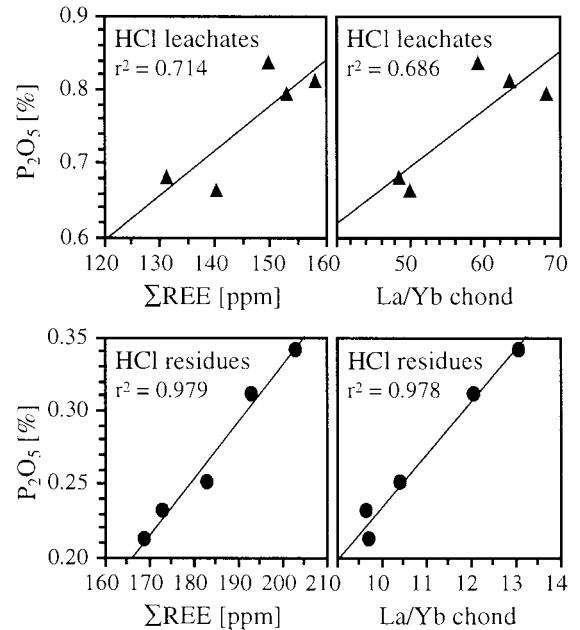 0.9
0.8
0.7
0.6
P₂O₅ [%]
HCl leachates
r² = 0.714
120 130 140 150 160
ΣREE [ppm]
HCl leachates
r² = 0.686
50 60 70
La/Yb chond
0.35
0.30
0.25
0.20
P₂O₅ [%]
HCl residues
r² = 0.979
160 170 180 190 200 210
ΣREE [ppm]
HCl residues
r² = 0.978
10 11 12 13 14
La/Yb chond